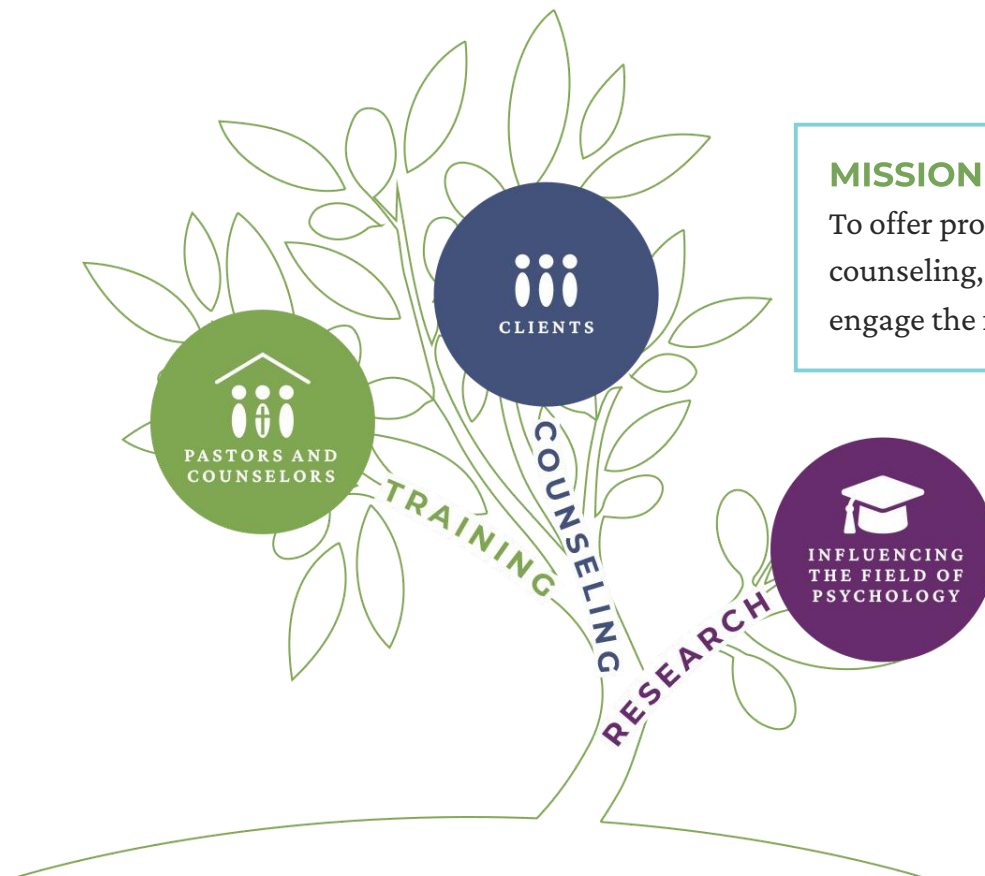 MISSION
To offer pro
counseling,
engage the
CLIENTS
PASTORS AND
COUNSELORS
TRAINING
COUNSELING
RESEARCH
INFLUENCING
THE FIELD OF
PSYCHOLOGY